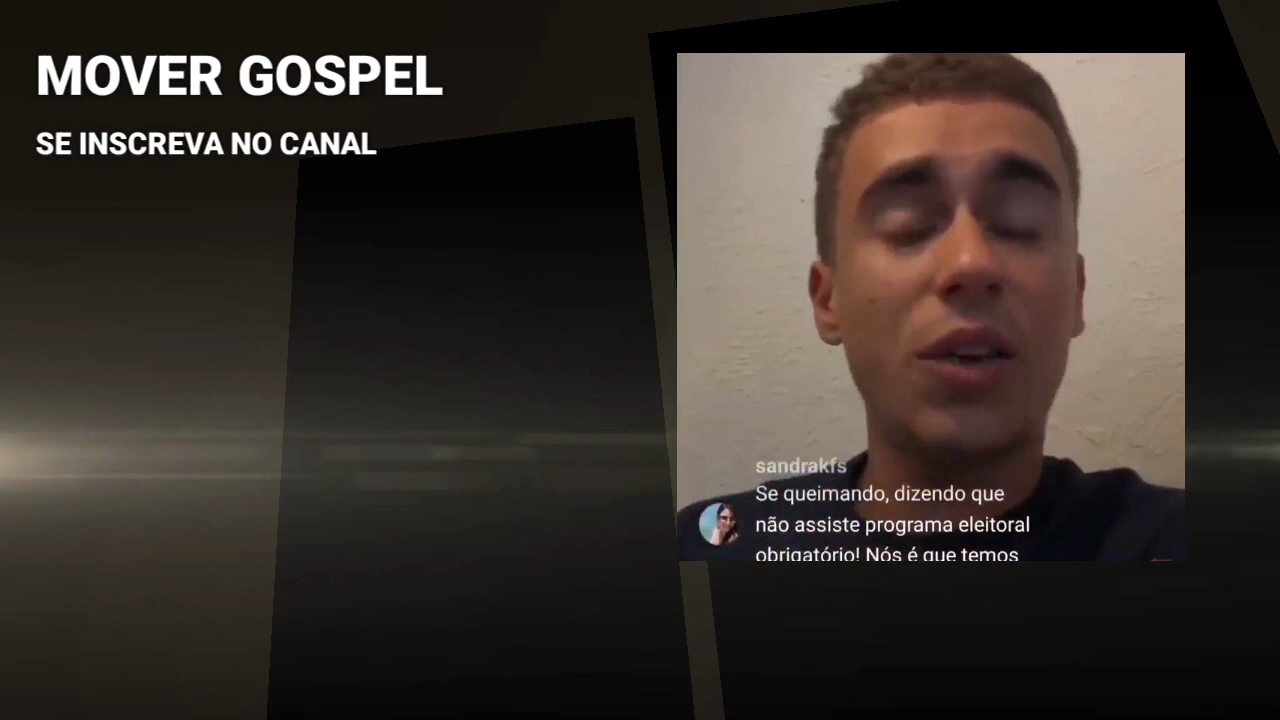 MOVER GOSPEL
SE INSCREVA NO CANAL
sandrakfs
Se queimando, dizendo que
não assiste programa eleitoral
obrigatório! Nós é que temos